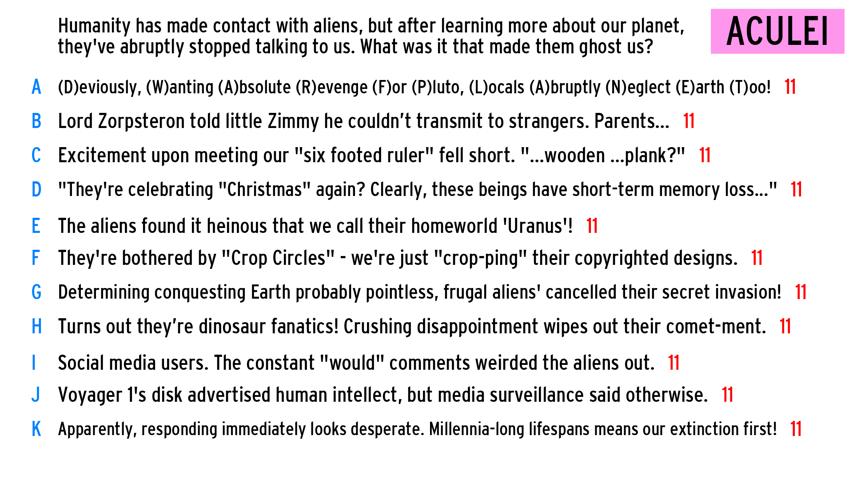 Humanity has made contact with aliens, but after learning more about our planet,
they've abruptly stopped talking to us. What was it that made them ghost us?
ACULEI
A (D)eviously, (W)anting (A)bsolute (R)evenge (F)or (P)luto, (L)ocals (A)bruptly (N)eglect (E)arth (T)oo! 11
B Lord Zorpsteron told little Zimmy he couldn't transmit to strangers. Parents... 11
C Excitement upon meeting our "six footed ruler" fell short. "...wooden ...plank?" 11
D "They're celebrating "Christmas" again? Clearly, these beings have short-term memory loss..." 11
E The aliens found it heinous that we call their homeworld 'Uranus'! 11
F They're bothered by "Crop Circles" - we're just "crop-ping" their copyrighted designs. 11
G Determining conquesting Earth probably pointless, frugal aliens' cancelled their secret invasion! 11
H Turns out they're dinosaur fanatics! Crushing disappointment wipes out their comet-ment. 11
I Social media users. The constant "would" comments weirded the aliens out. 11
J Voyager 1's disk advertised human intellect, but media surveillance said otherwise. 11
K Apparently, responding immediately looks desperate. Millennia-long lifespans means our extinction first! 11